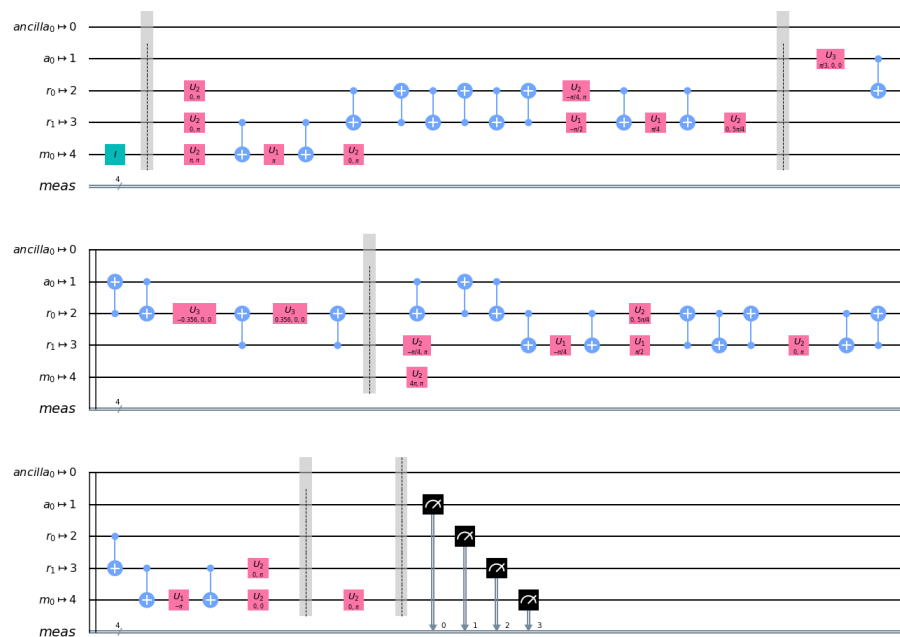 ancilla₀ ↦ 0
a₀ ↦ 1 U₃ π/3, 0, 0
r₀ ↦ 2 U₂ 0, π U₂ −π/4, π
r₁ ↦ 3 U₂ 0, π U₁ −π/2 U₁ π/4 U₂ 0, 5π/4
m₀ ↦ 4 I U₂ π, π U₁ π U₂ 0, π
meas 4
ancilla₀ ↦ 0
a₀ ↦ 1
r₀ ↦ 2 U₃ −0.356, 0, 0 U₃ 0.356, 0, 0 U₂ 0, 5π/4
r₁ ↦ 3 U₂ −π/4, π U₁ −π/4 U₁ π/2 U₂ 0, π
m₀ ↦ 4 U₂ 4π, π
meas 4
ancilla₀ ↦ 0
a₀ ↦ 1
r₀ ↦ 2
r₁ ↦ 3 U₂ 0, π
m₀ ↦ 4 U₁ −π U₂ 0, 0 U₂ 0, π
meas 4 0 1 2 3